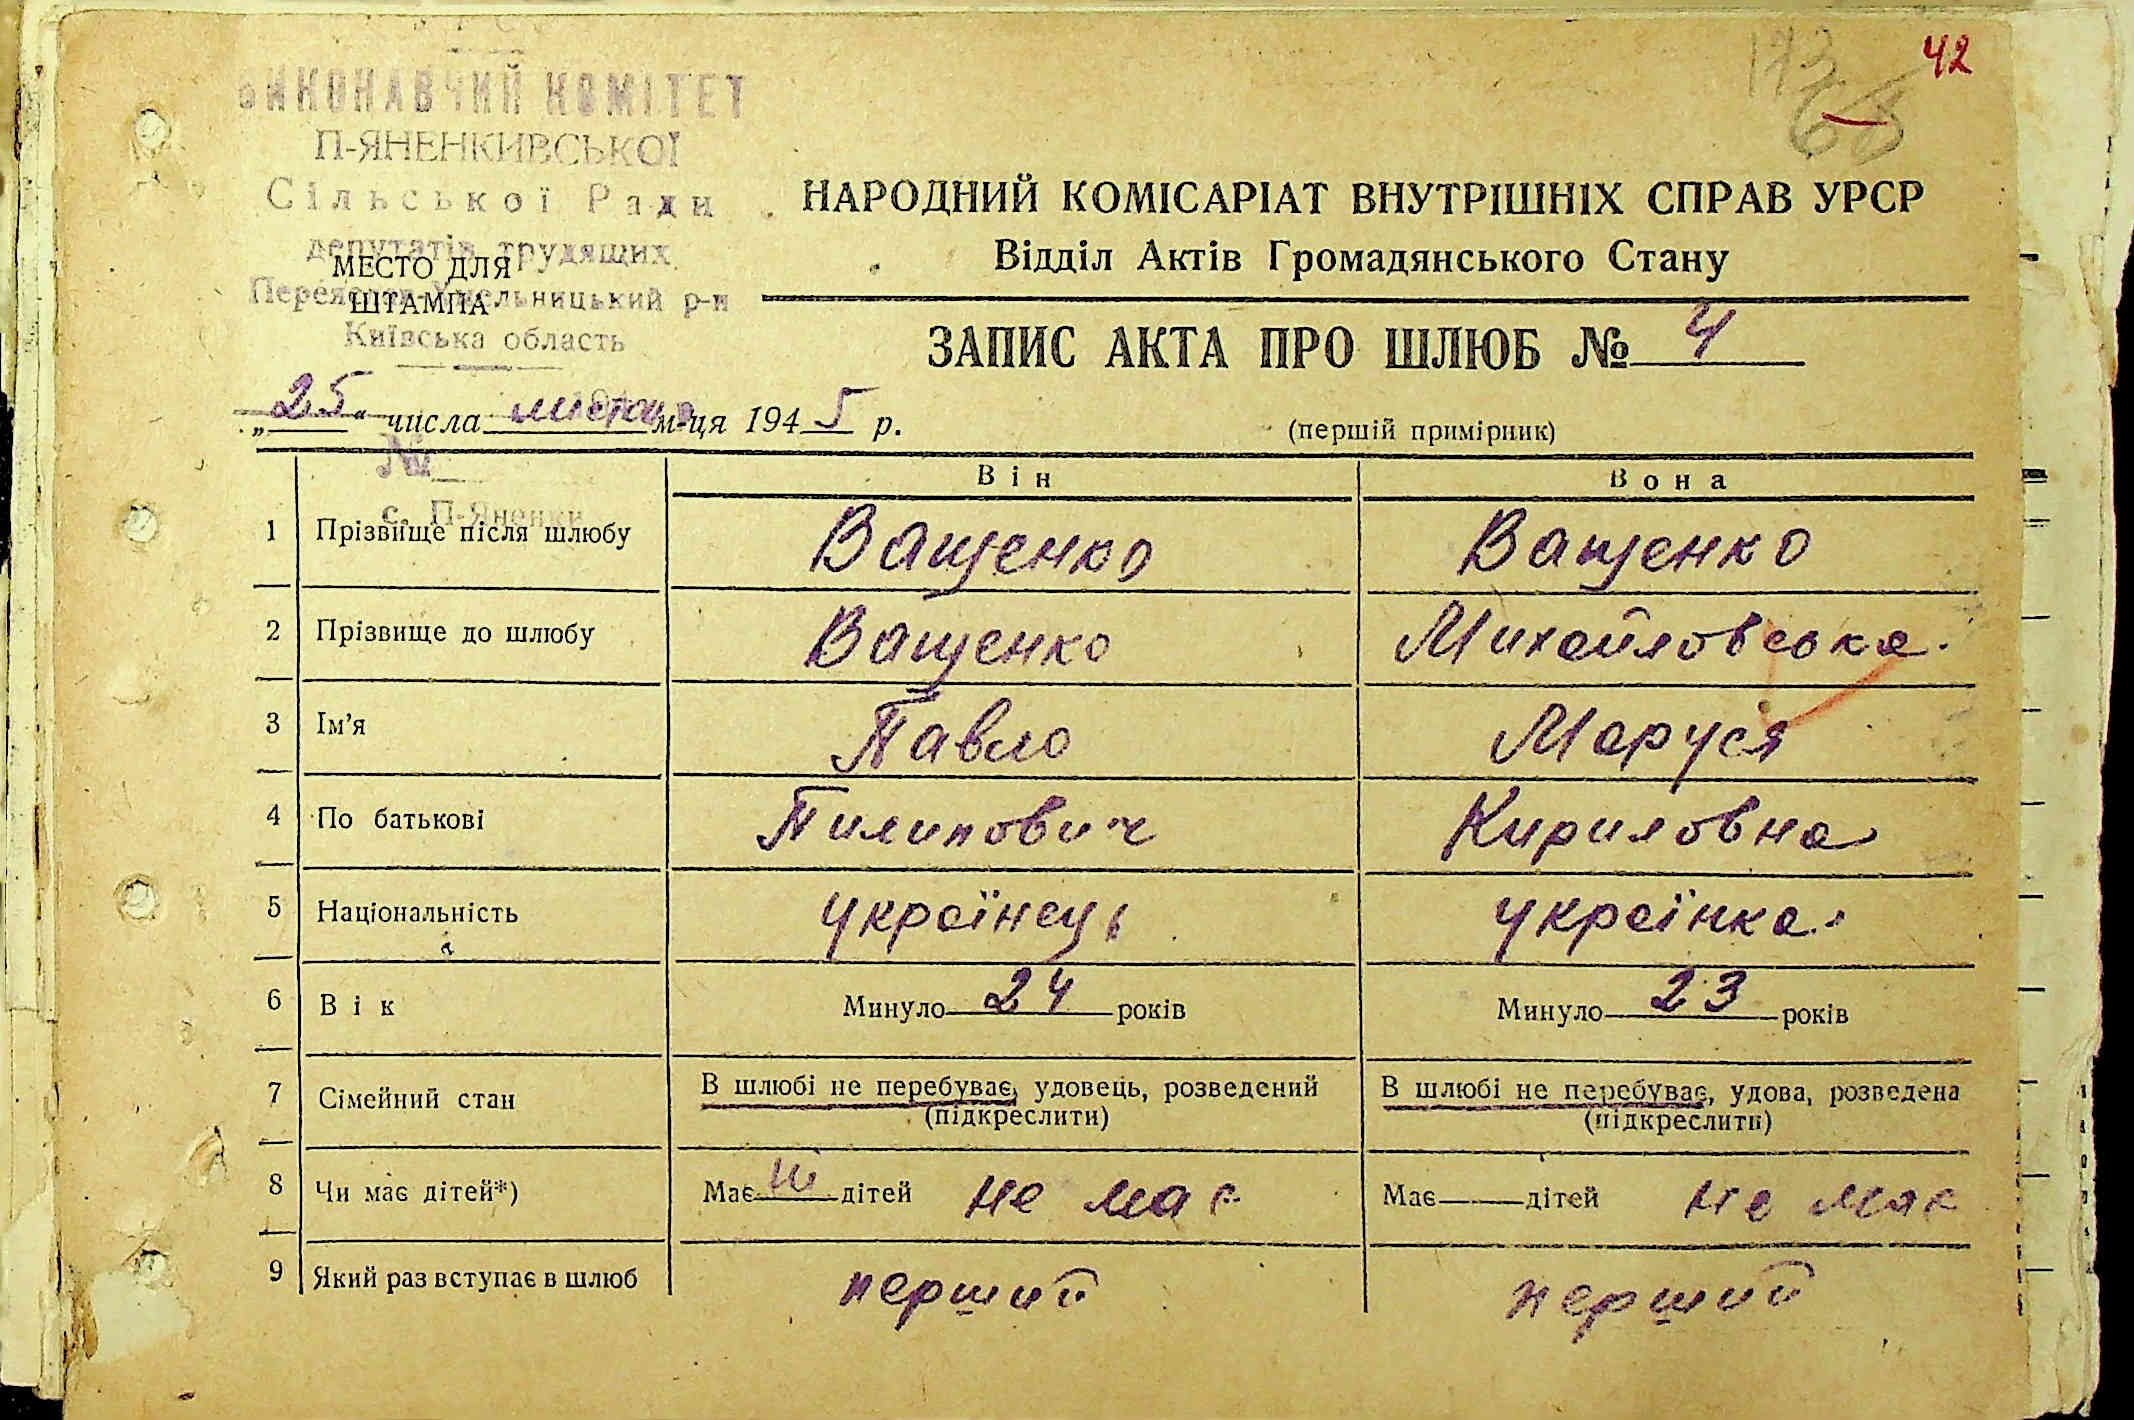 42
173
ВИКОНАВЧИЙ КОМІТЕТ
П-ЯНЕНКИВСЬКОЇ
Сільської Ради
депутатів трудящих
Переяслав-Хмельницький р-н
Київська область
МЕСТО ДЛЯ
ШТАМПА
НАРОДНИЙ КОМІСАРІАТ ВНУТРІШНІХ СПРАВ УРСР
Відділ Актів Громадянського Стану
ЗАПИС АКТА ПРО ШЛЮБ № 4
„25“ числа листоп. м-ця 1945 р.
(першій примірник)
№
с. П-Яненки
Він Вона
1 Прізвище після шлюбу Ващенко Ващенко
2 Прізвище до шлюбу Ващенко Михайловська.
3 Ім’я Павло Маруся
4 По батькові Пилипович Кириловна
5 Національність українець українка.
6 Вік Минуло 24 років Минуло 23 років
7 Сімейний стан В шлюбі не перебуває, удовець, розведений В шлюбі не перебуває, удова, розведена
(підкреслити) (підкреслити)
8 Чи має дітей*) Має дітей не має Має дітей не має
9 Який раз вступає в шлюб перший перший